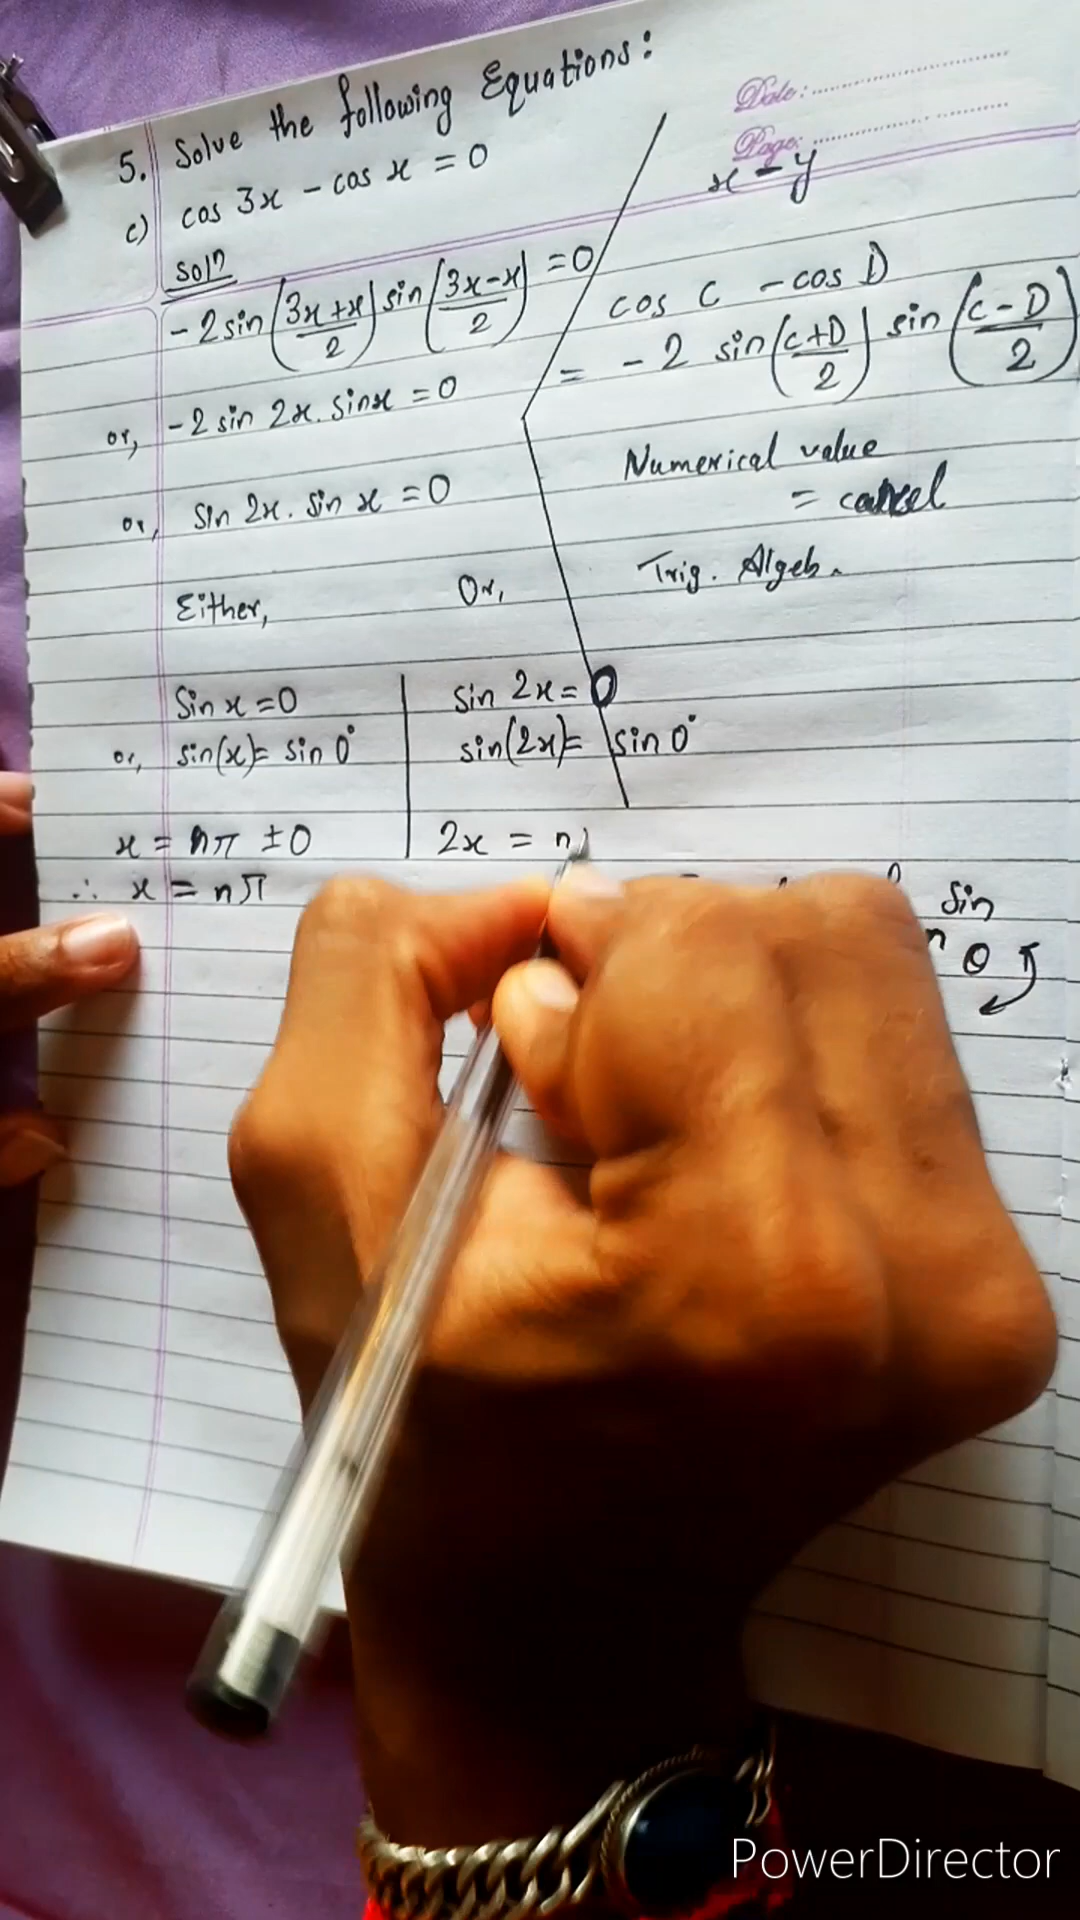 5. Solve the following Equations:
c) cos 3x - cos x = 0
Soln
-2 sin (3x+x/2) sin (3x-x/2) = 0
or, -2 sin 2x. sinx = 0
or, sin 2x. sin x = 0
Either, Or,
Sin x = 0 | sin 2x = 0
or, sin(x) = sin 0° | sin(2x) = sin 0°
x = nπ ± 0 | 2x = n
∴ x = nπ
Date:
Page:
x - y
cos C - cos D
= -2 sin (C+D/2) sin (C-D/2)
Numerical value
= cancel
Trig. Algeb.
Sin
θ
PowerDirector